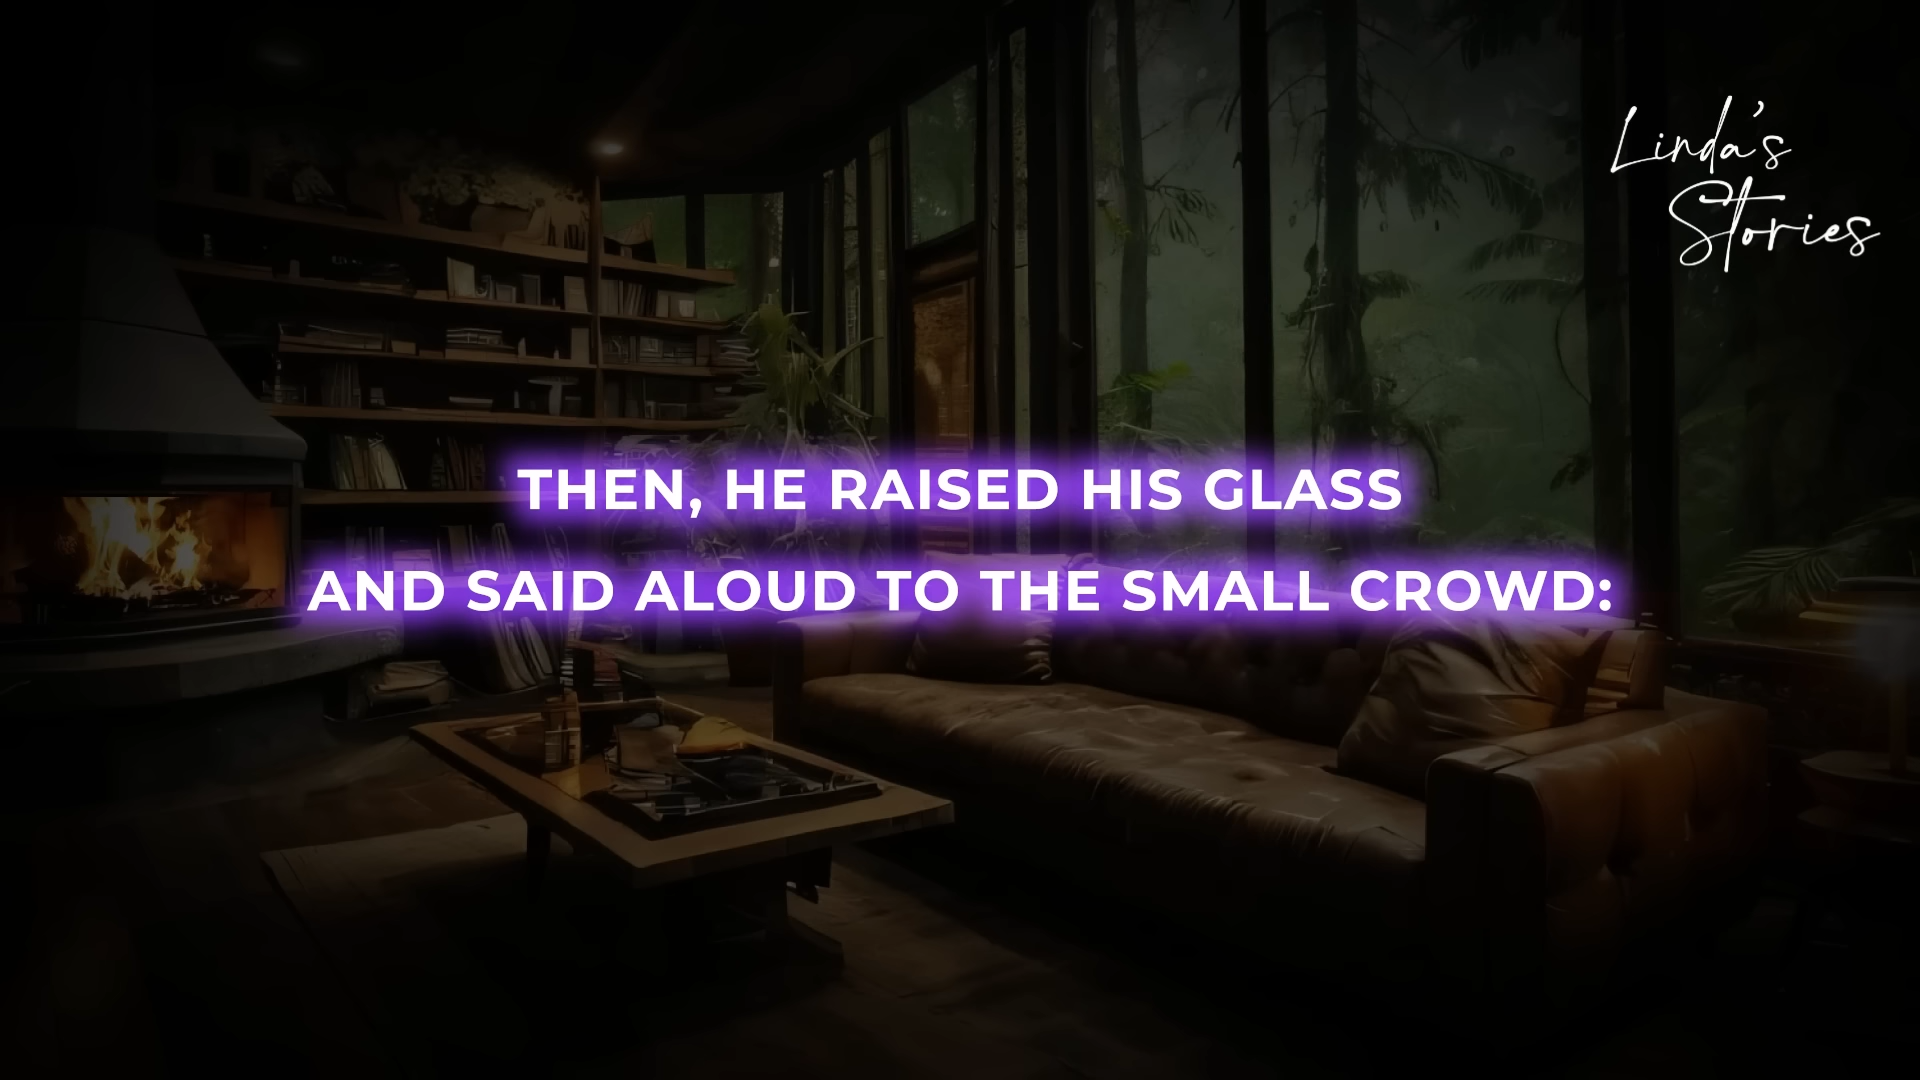 Linda's
Stories
THEN, HE RAISED HIS GLASS
AND SAID ALOUD TO THE SMALL CROWD: